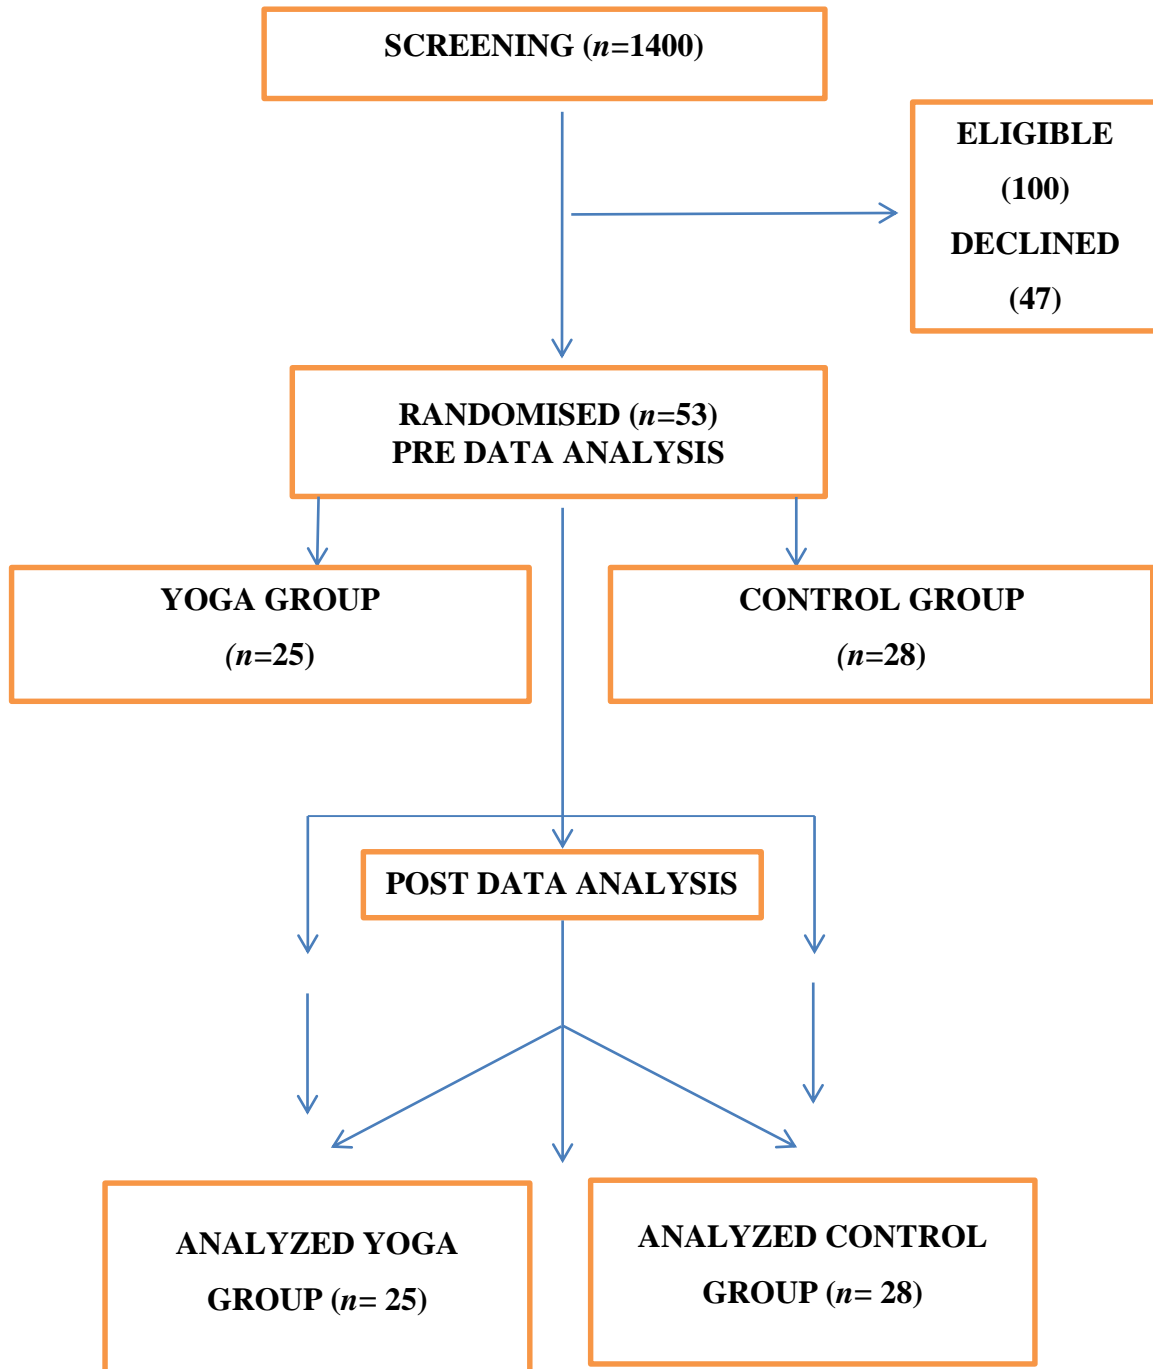 SCREENING (n=1400)
ELIGIBLE
(100)
DECLINED
(47)
RANDOMISED (n=53)
PRE DATA ANALYSIS
YOGA GROUP
(n=25)
CONTROL GROUP
(n=28)
POST DATA ANALYSIS
ANALYZED YOGA
GROUP (n= 25)
ANALYZED CONTROL
GROUP (n= 28)